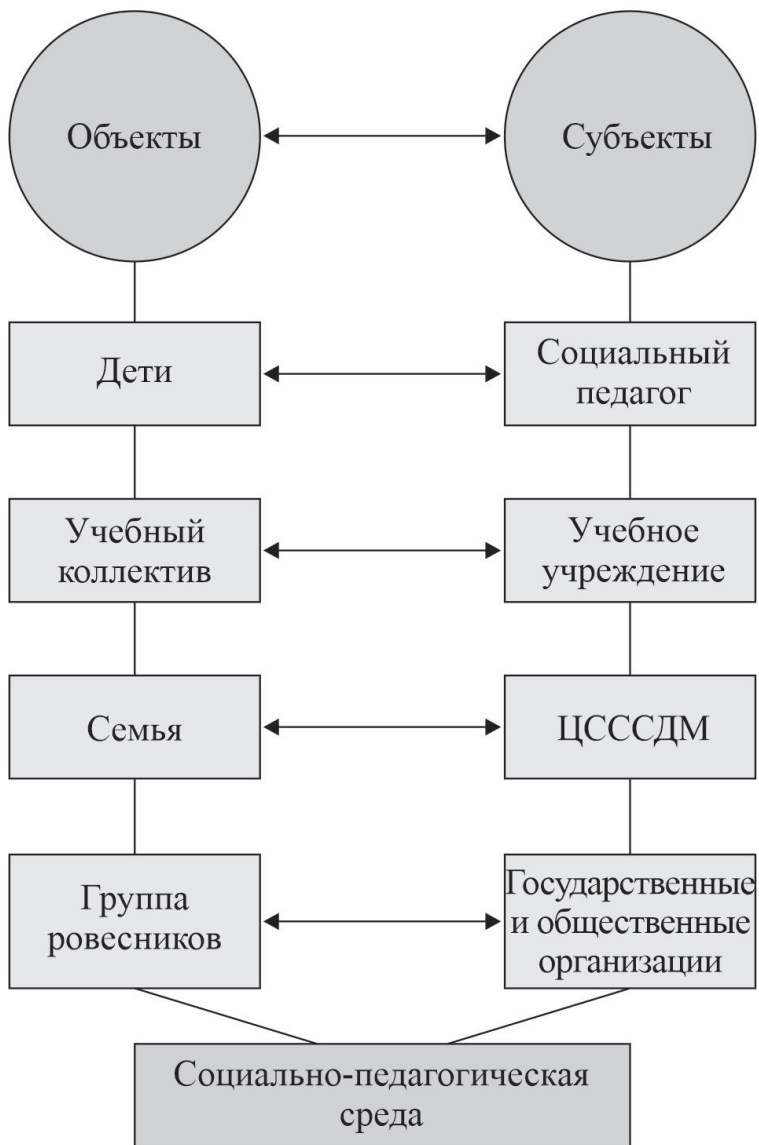 Объекты
Субъекты
Дети
Социальный
педагог
Учебный
коллектив
Учебное
учреждение
Семья
ЦСССДМ
Группа
ровесников
Государственные
и общественные
организации
Социально-педагогическая
среда